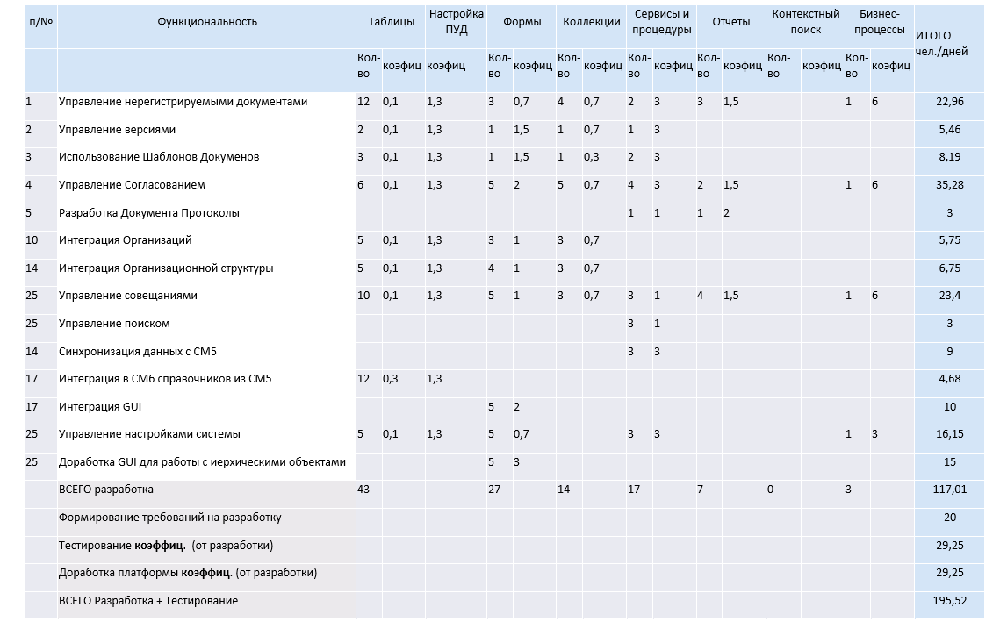 п/№ Функциональность Таблицы Настройка ПУД Формы Коллекции Сервисы и процедуры Отчеты Контекстный поиск Бизнес-процессы ИТОГО чел./дней
Кол-во коэфиц коэфиц Кол-во коэфиц Кол-во коэфиц Кол-во коэфиц Кол-во коэфиц Кол-во коэфиц Кол-во коэфиц
1 Управление нерегистрируемыми документами 12 0,1 1,3 3 0,7 4 0,7 2 3 3 1,5 1 6 22,96
2 Управление версиями 2 0,1 1,3 1 1,5 1 0,7 1 3 5,46
3 Использование Шаблонов Докуменов 3 0,1 1,3 1 1,5 1 0,3 2 3 8,19
4 Управление Согласованием 6 0,1 1,3 5 2 5 0,7 4 3 2 1,5 1 6 35,28
5 Разработка Документа Протоколы 1 1 1 2 3
10 Интеграция Организаций 5 0,1 1,3 3 1 3 0,7 5,75
14 Интеграция Организационной структуры 5 0,1 1,3 4 1 3 0,7 6,75
25 Управление совещаниями 10 0,1 1,3 5 1 3 0,7 3 1 4 1,5 1 6 23,4
25 Управление поиском 3 1 3
14 Синхронизация данных с СМ5 3 3 9
17 Интеграция в СМ6 справочников из СМ5 12 0,3 1,3 4,68
17 Интеграция GUI 5 2 10
25 Управление настройками системы 5 0,1 1,3 5 0,7 3 3 1 3 16,15
25 Доработка GUI для работы с иерхическими объектами 5 3 15
ВСЕГО разработка 43 27 14 17 7 0 3 117,01
Формирование требований на разработку 20
Тестирование коэффиц. (от разработки) 29,25
Доработка платформы коэффиц. (от разработки) 29,25
ВСЕГО Разработка + Тестирование 195,52